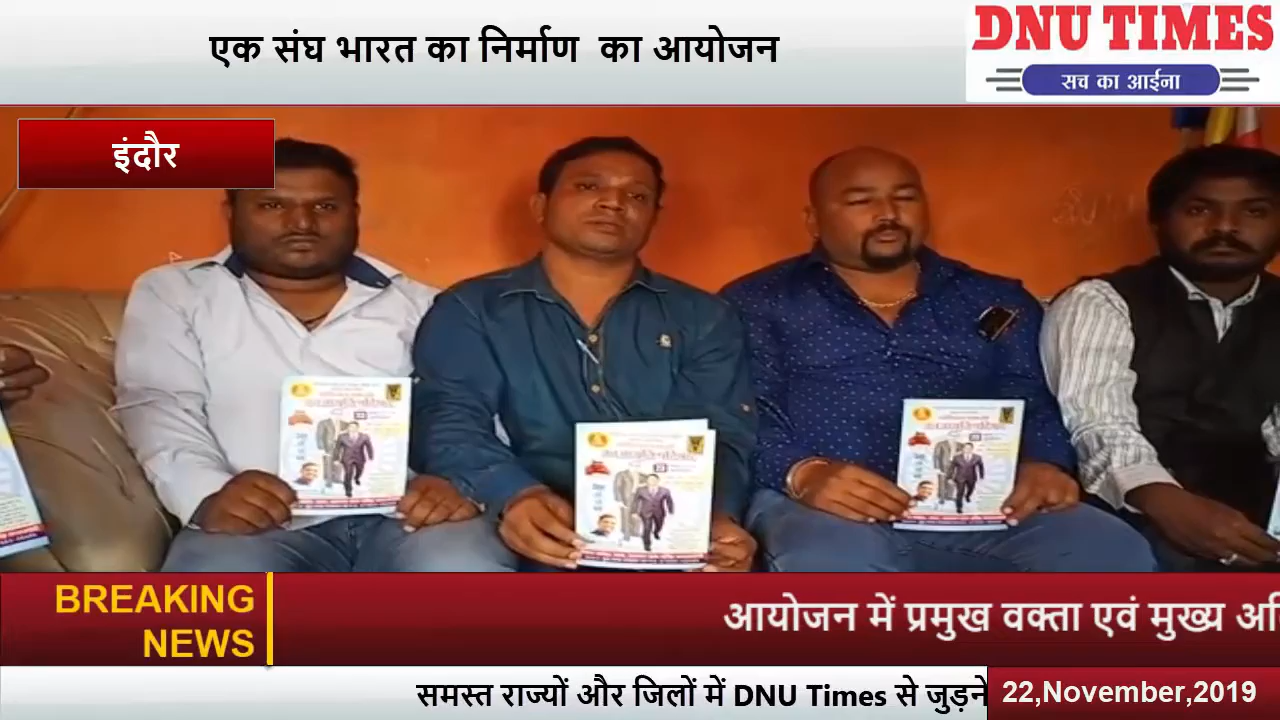 एक संघ भारत का निर्माण का आयोजन
DNU TIMES
सच का आईना
इंदौर
23
BREAKING
NEWS
आयोजन में प्रमुख वक्ता एवं मुख्य
समस्त राज्यों और जिलों में DNU Times से जुड़ने
22,November,2019